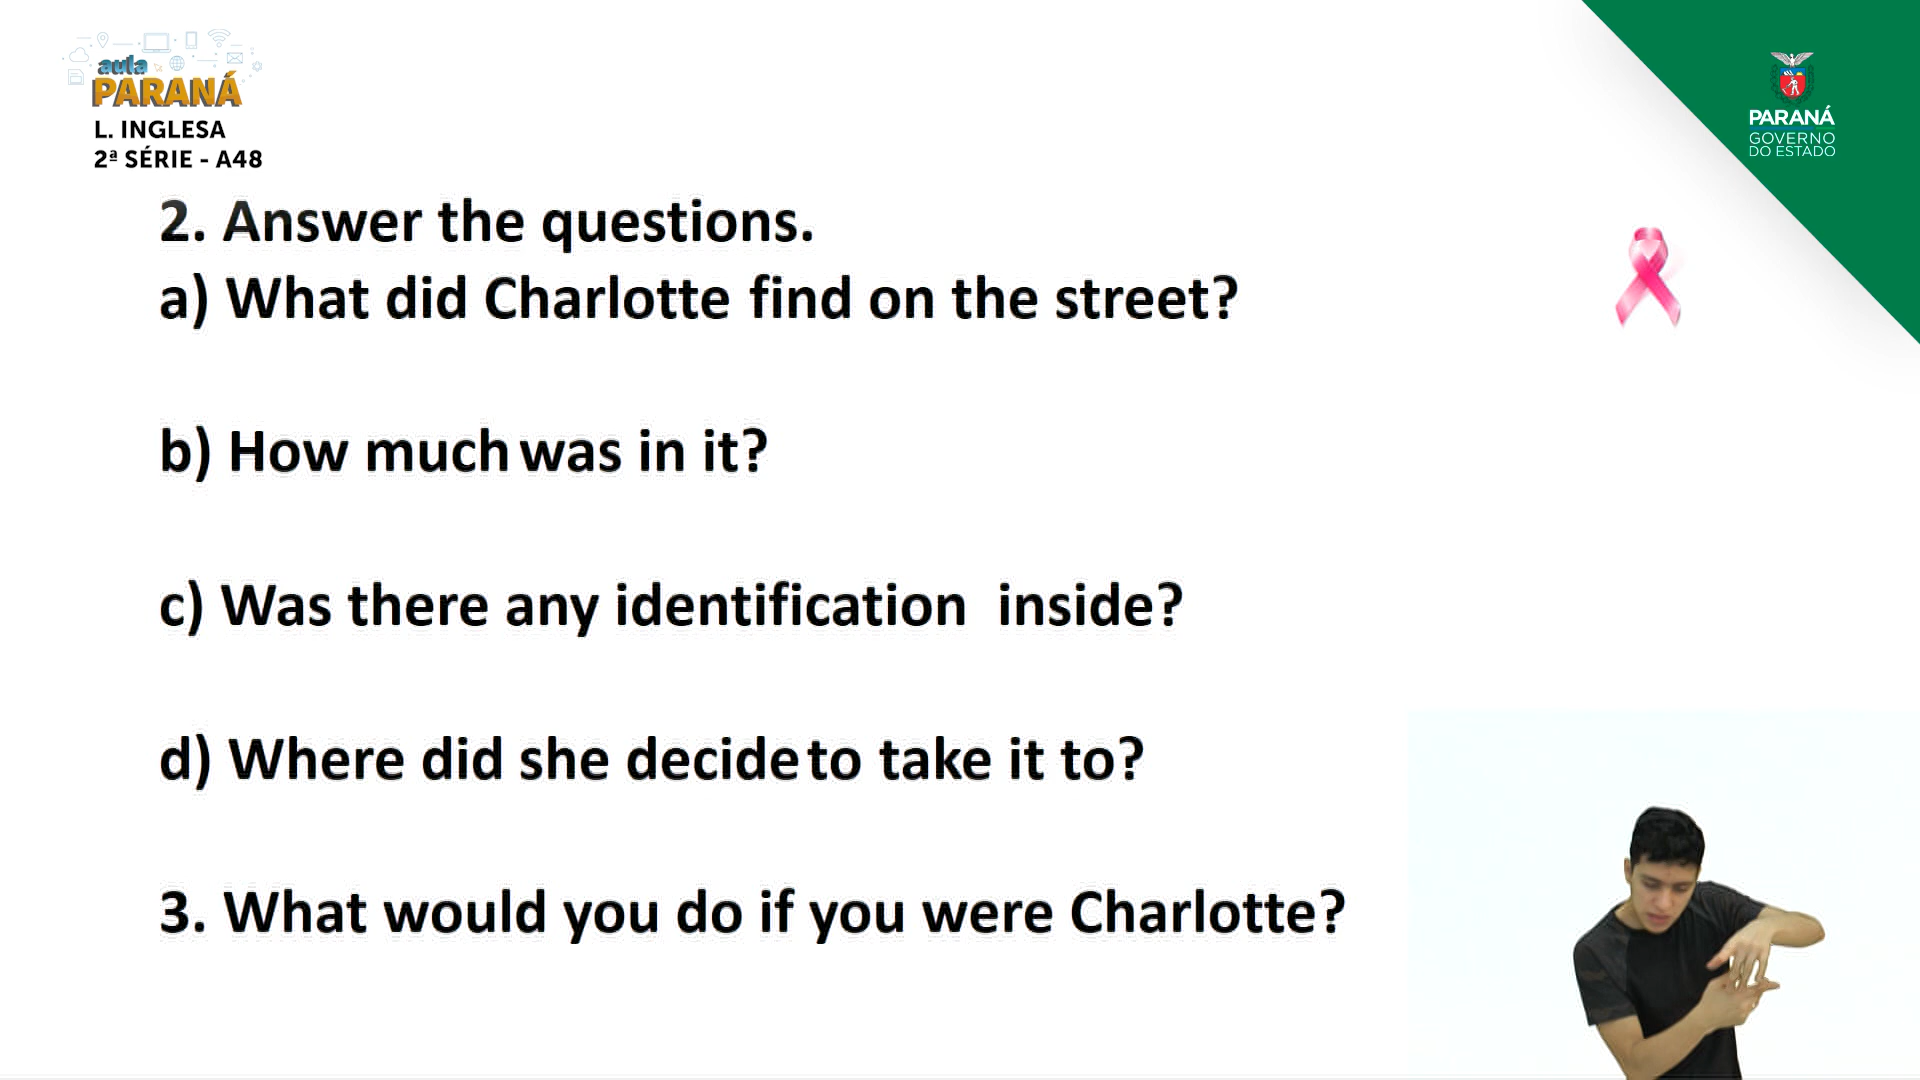 aula
PARANÁ
L. INGLESA
2ª SÉRIE - A48
PARANÁ
GOVERNO
DO ESTADO
2. Answer the questions.
a) What did Charlotte find on the street?
b) How much was in it?
c) Was there any identification  inside?
d) Where did she decide to take it to?
3. What would you do if you were Charlotte?